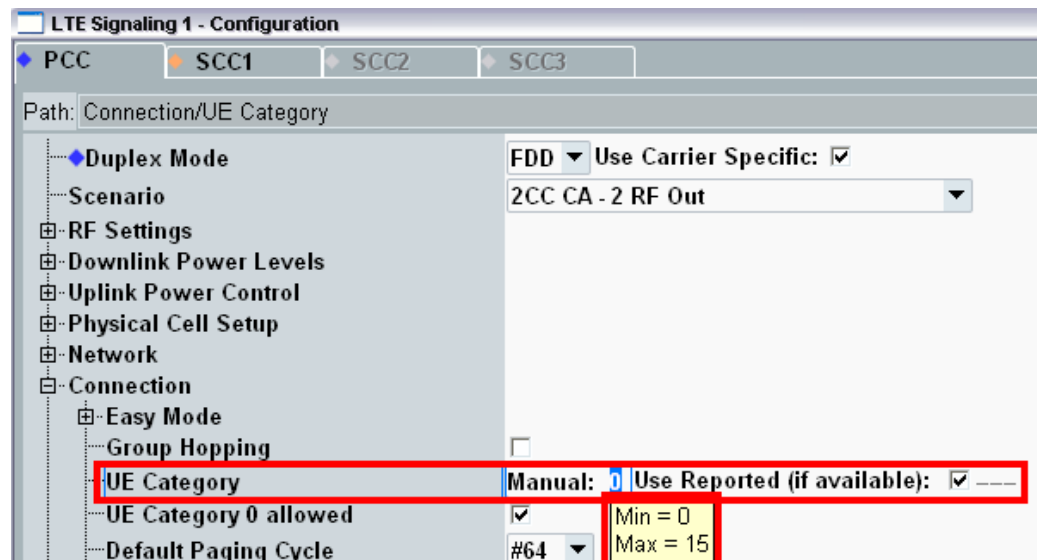 LTE Signaling 1 - Configuration
PCC SCC1 SCC2 SCC3
Path: Connection/UE Category
Duplex Mode FDD Use Carrier Specific:
Scenario 2CC CA - 2 RF Out
RF Settings
Downlink Power Levels
Uplink Power Control
Physical Cell Setup
Network
Connection
Easy Mode
Group Hopping
UE Category Manual: 0 Use Reported (if available): ---
UE Category 0 allowed
Min = 0
Default Paging Cycle #64
Max = 15